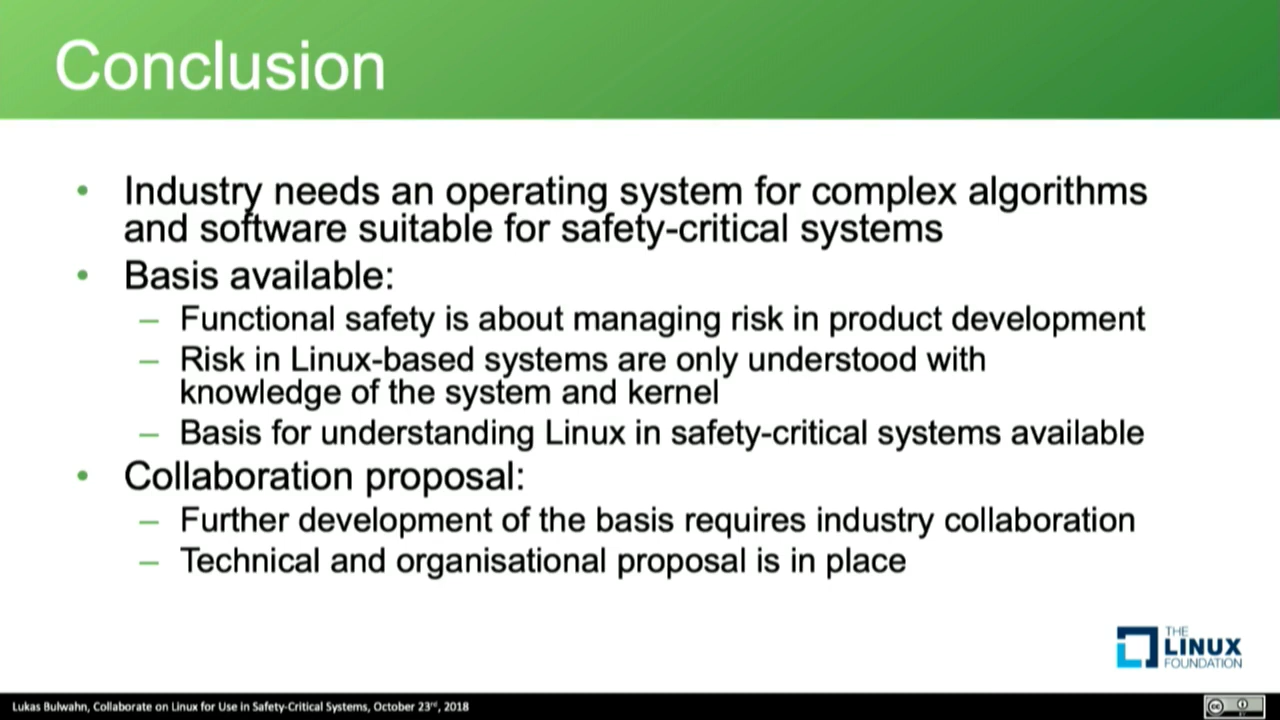 Conclusion
• Industry needs an operating system for complex algorithms
and software suitable for safety-critical systems
• Basis available:
– Functional safety is about managing risk in product development
– Risk in Linux-based systems are only understood with
knowledge of the system and kernel
– Basis for understanding Linux in safety-critical systems available
• Collaboration proposal:
– Further development of the basis requires industry collaboration
– Technical and organisational proposal is in place
THE
LINUX
FOUNDATION
Lukas Bulwahn, Collaborate on Linux for Use in Safety-Critical Systems, October 23rd, 2018